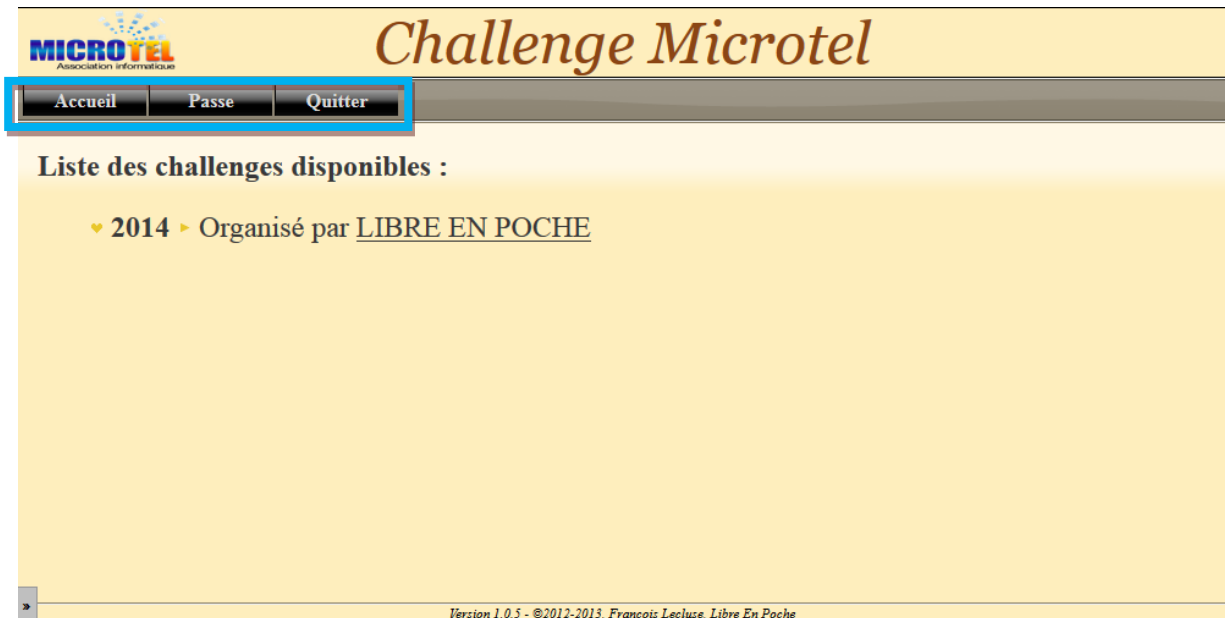 MICROTEL
Association informatique
Challenge Microtel
Accueil Passe Quitter
Liste des challenges disponibles :
2014 Organisé par LIBRE EN POCHE
»
Version 1.0.5 - ©2012-2013. Francois Lecluse. Libre En Poche